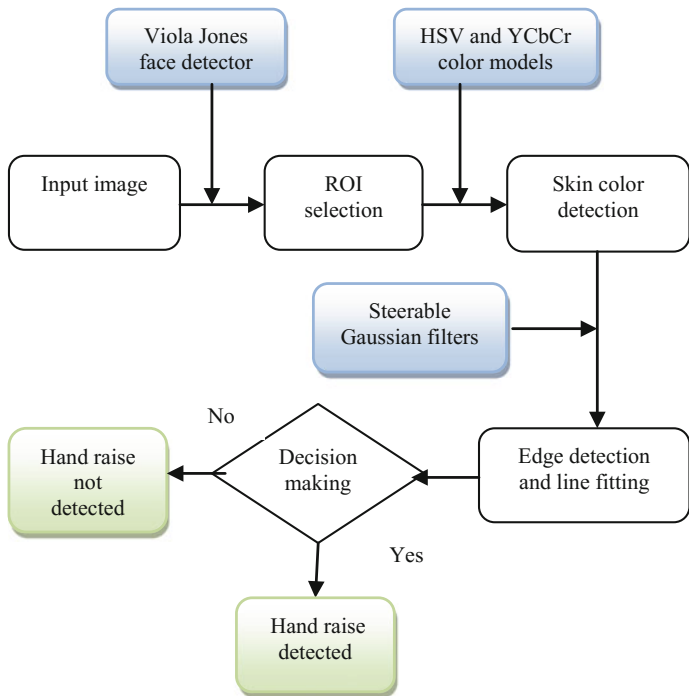 Viola Jones
face detector
HSV and YCbCr
color models
Input image
ROI
selection
Skin color
detection
Steerable
Gaussian filters
No
Hand raise
not
detected
Decision
making
Edge detection
and line fitting
Yes
Hand raise
detected